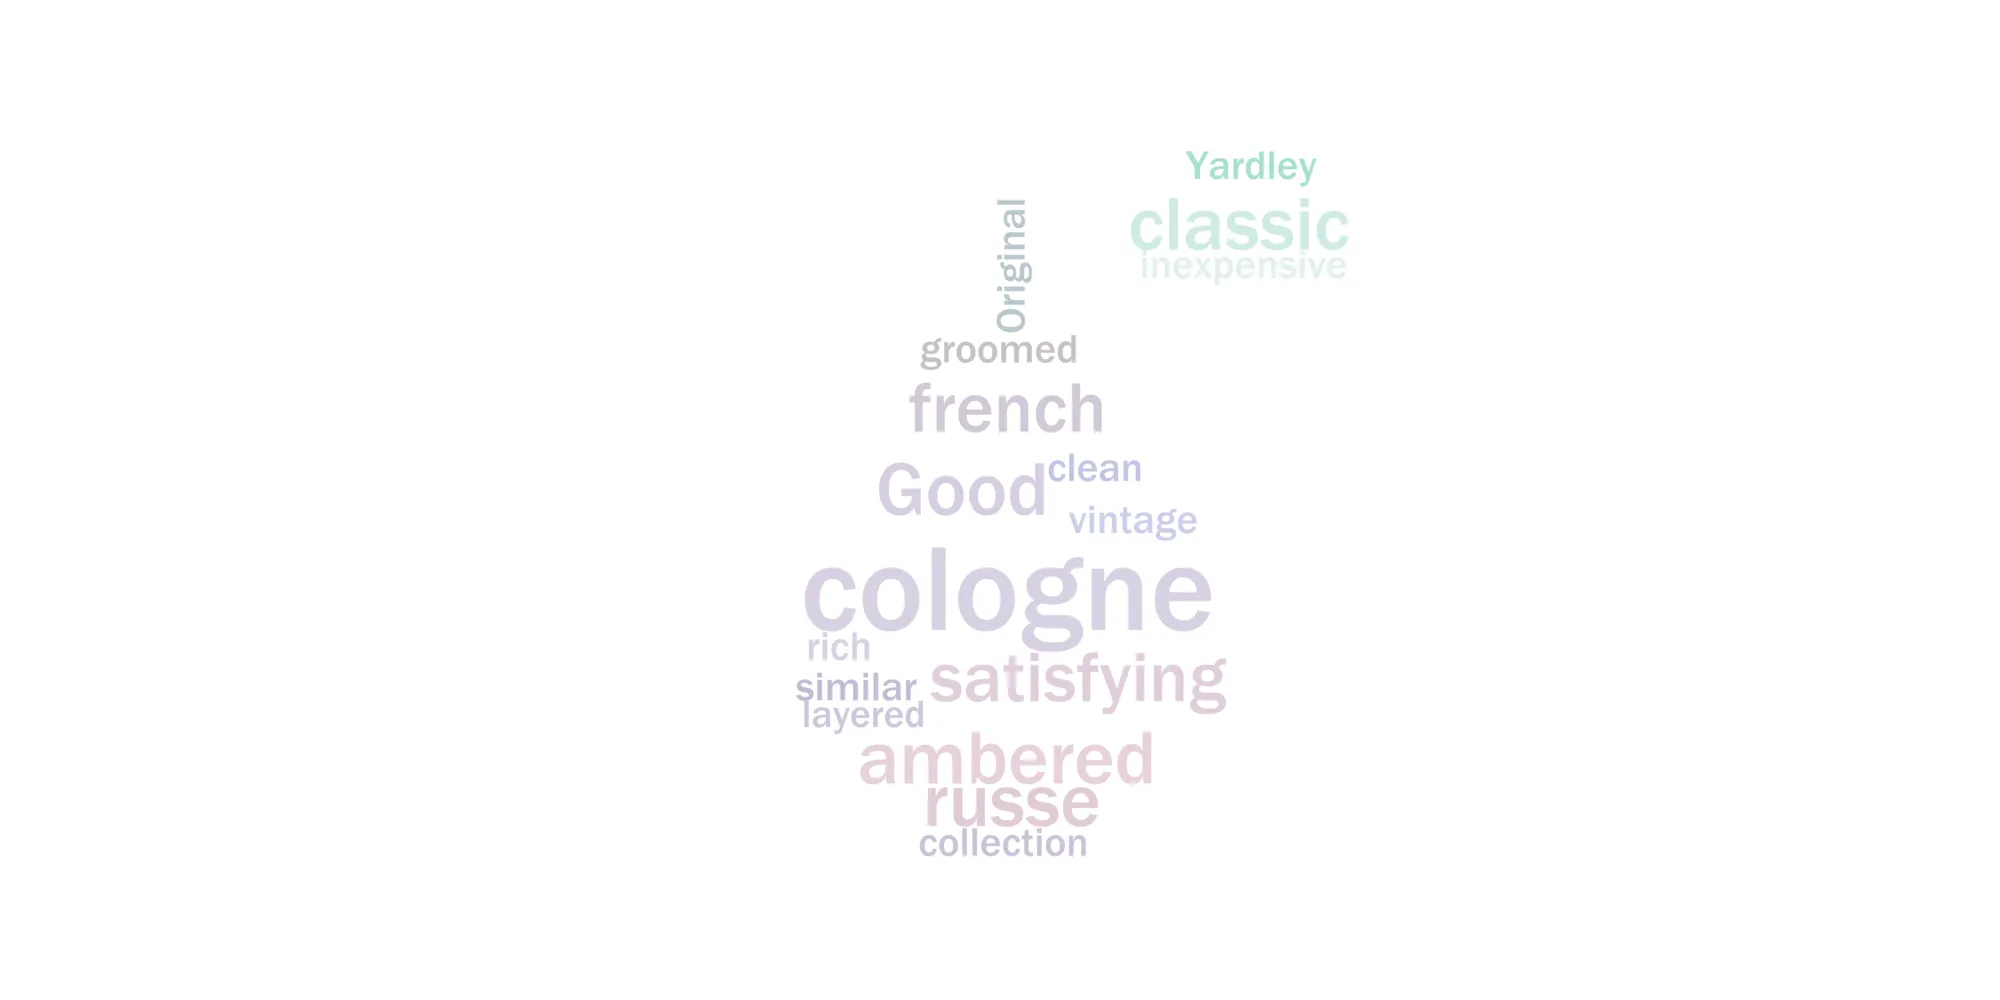 Yardley
classic
inexpensive
Original
groomed
french
Good
clean
vintage
cologne
rich
satisfying
similar
layered
ambered
russe
collection